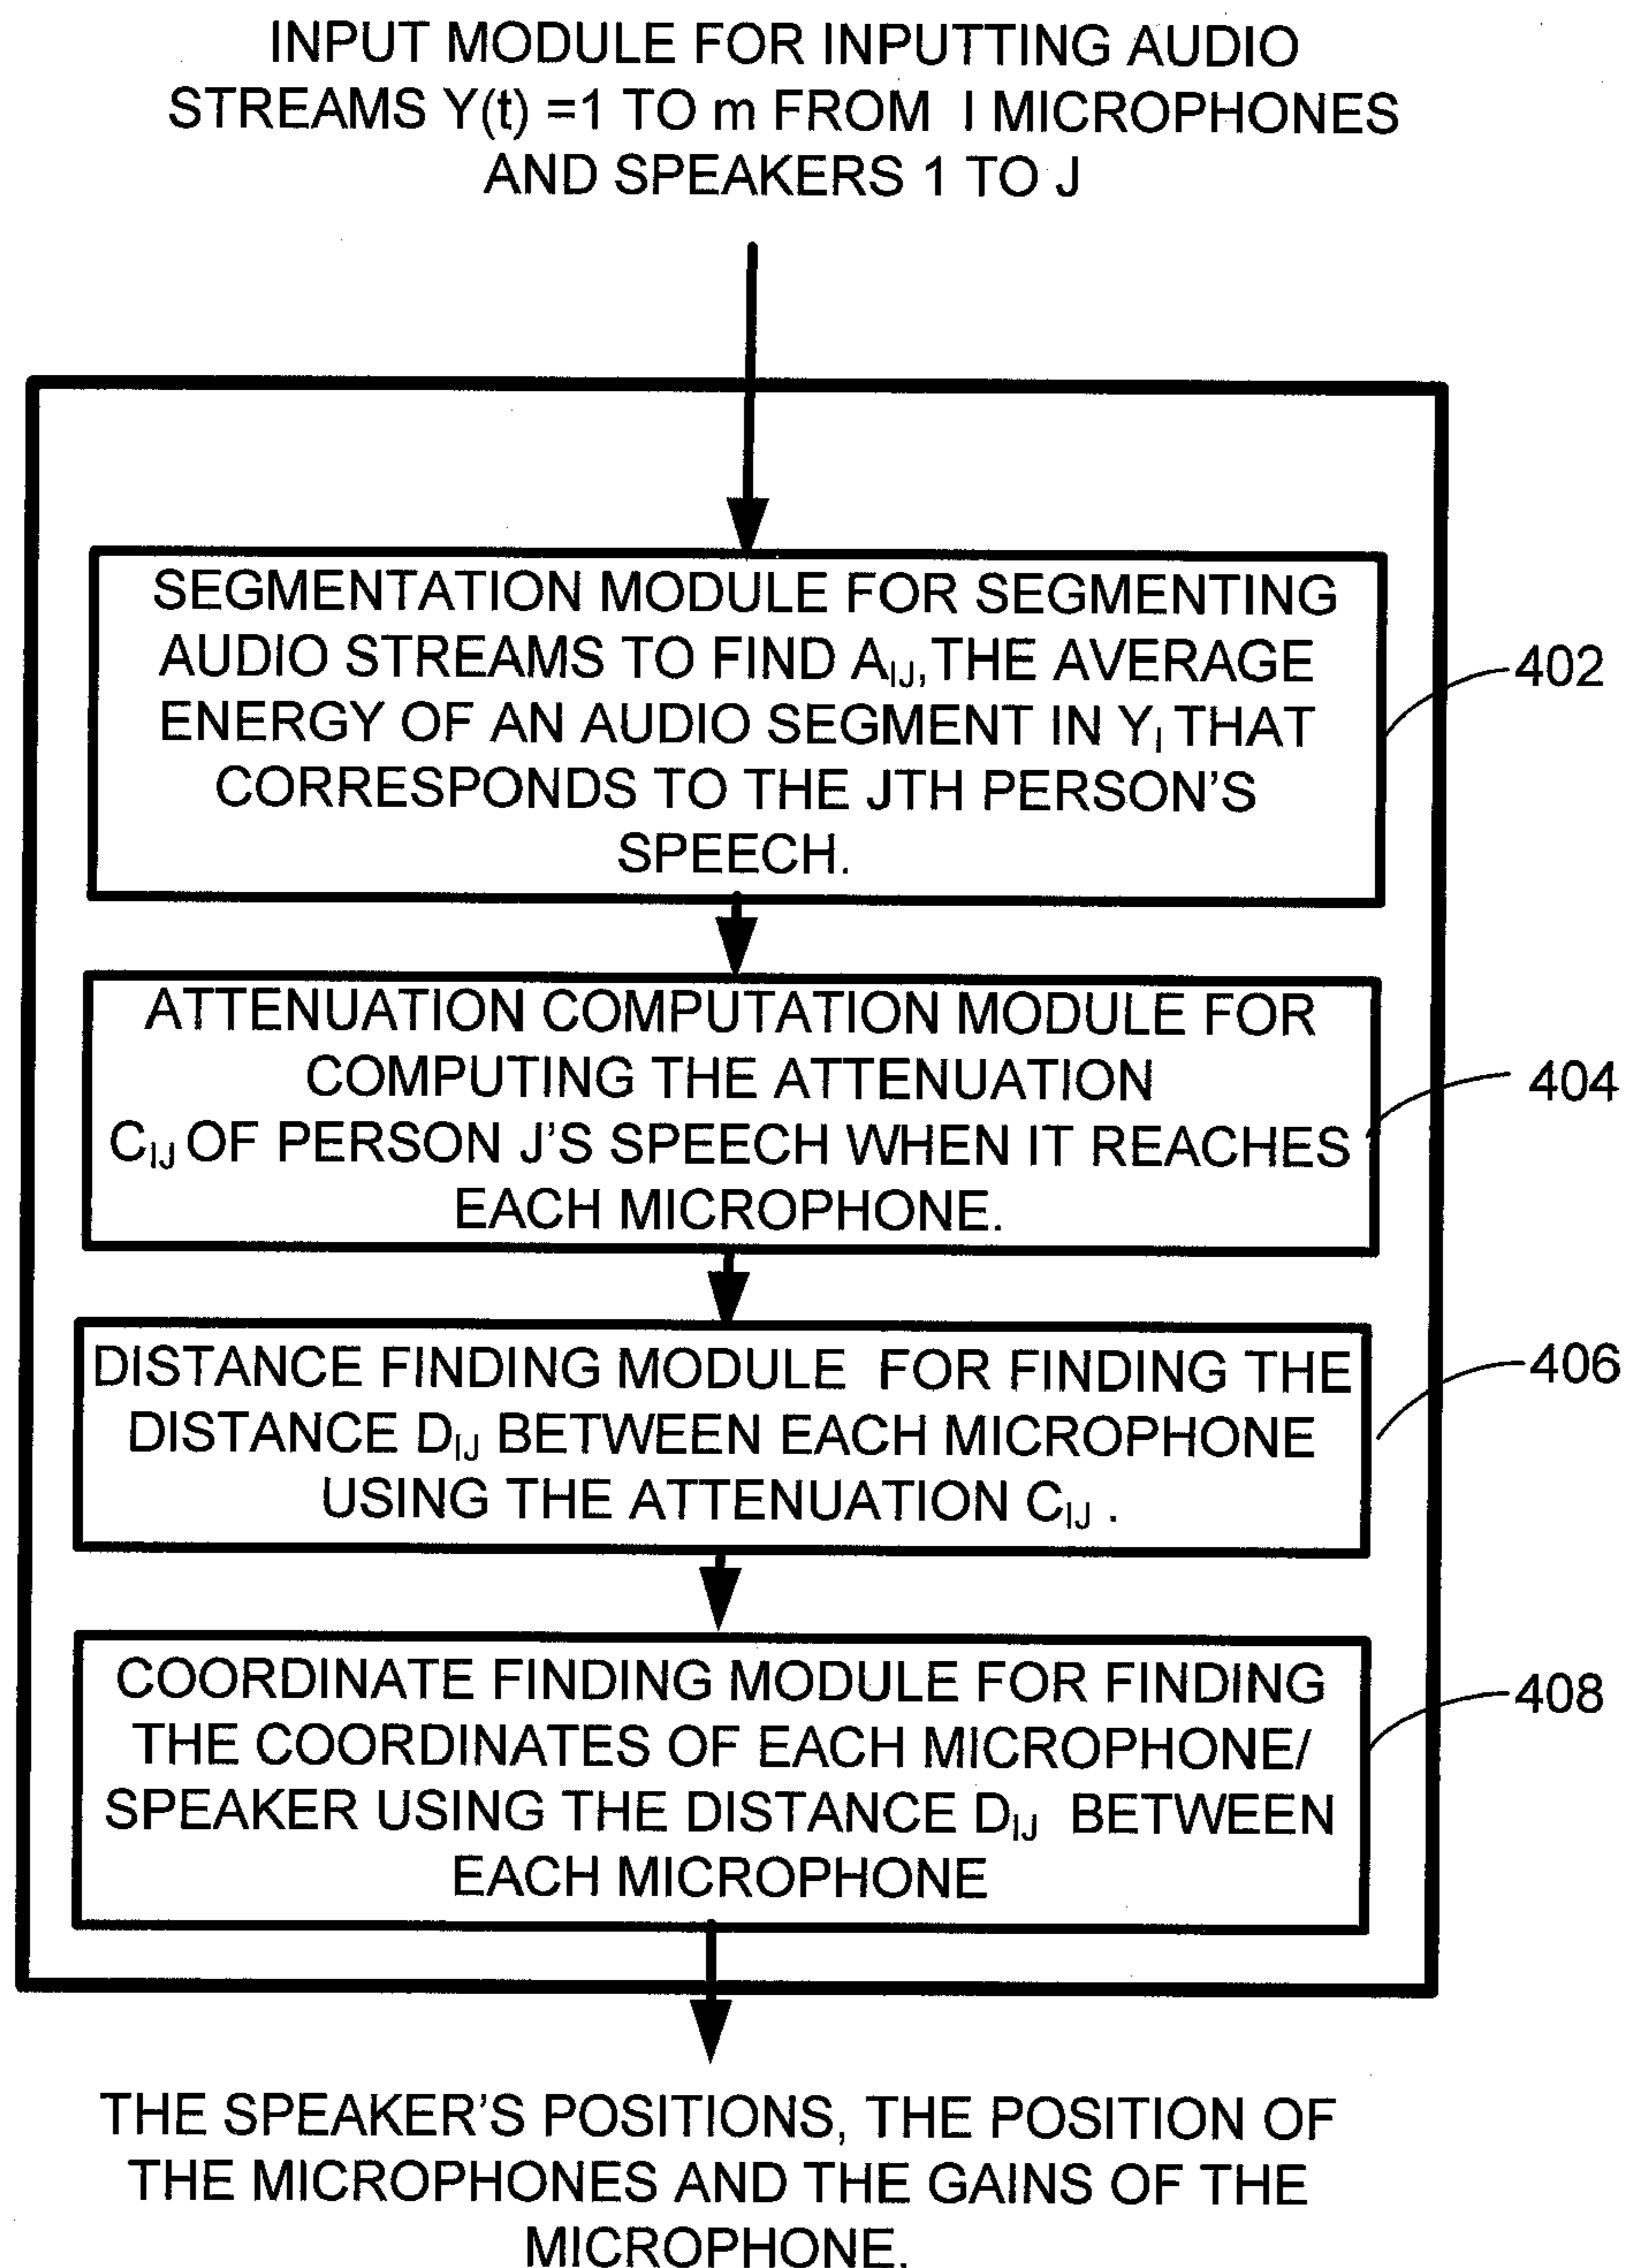 INPUT MODULE FOR INPUTTING AUDIO
STREAMS Y(t) =1 TO m FROM I MICROPHONES
AND SPEAKERS 1 TO J
SEGMENTATION MODULE FOR SEGMENTING
AUDIO STREAMS TO FIND AIJ, THE AVERAGE
ENERGY OF AN AUDIO SEGMENT IN YI THAT
CORRESPONDS TO THE JTH PERSON'S
SPEECH.
402
ATTENUATION COMPUTATION MODULE FOR
COMPUTING THE ATTENUATION
CIJ OF PERSON J'S SPEECH WHEN IT REACHES
EACH MICROPHONE.
404
DISTANCE FINDING MODULE FOR FINDING THE
DISTANCE DIJ BETWEEN EACH MICROPHONE
USING THE ATTENUATION CIJ .
406
COORDINATE FINDING MODULE FOR FINDING
THE COORDINATES OF EACH MICROPHONE/
SPEAKER USING THE DISTANCE DIJ BETWEEN
EACH MICROPHONE
408
THE SPEAKER'S POSITIONS, THE POSITION OF
THE MICROPHONES AND THE GAINS OF THE
MICROPHONE.